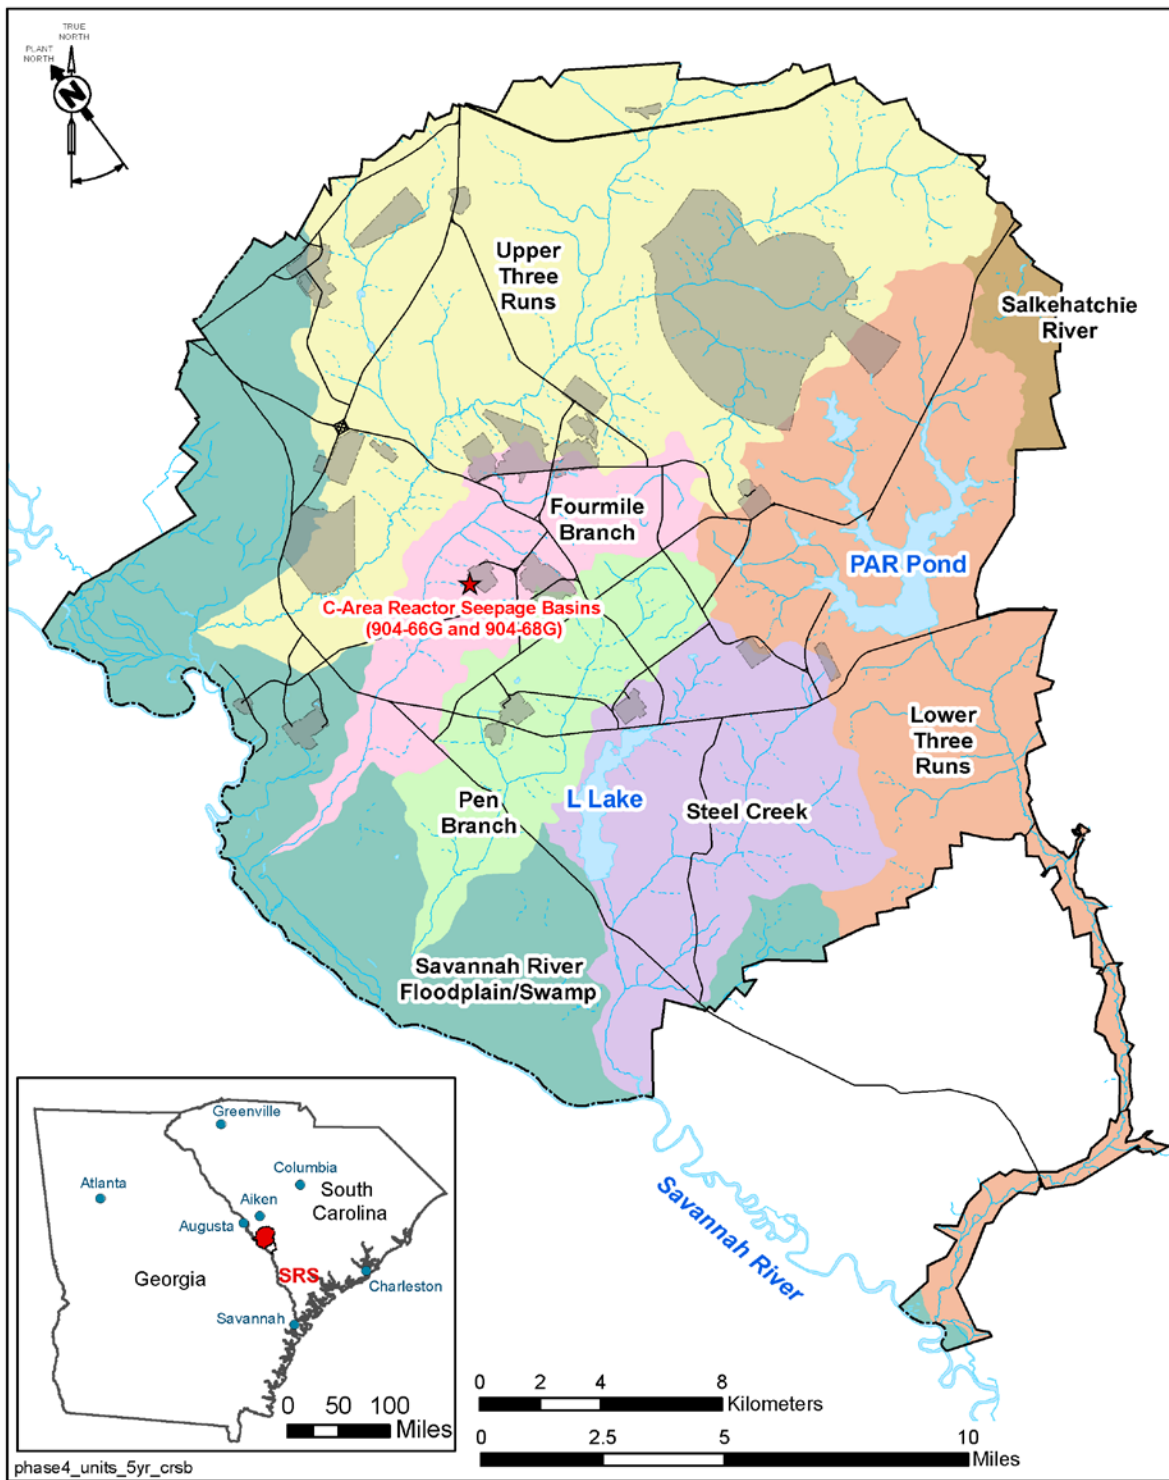 TRUE
NORTH
PLANT
NORTH
N
Upper
Three
Runs
Salkehatchie
River
Fourmile
Branch
PAR Pond
C-Area Reactor Seepage Basins
(904-66G and 904-68G)
Lower
Three
Runs
L Lake
Pen
Branch
Steel Creek
Savannah River
Floodplain/Swamp
Savannah River
Greenville
Columbia
Atlanta
Aiken
South
Carolina
Augusta
Georgia
SRS
Charleston
Savannah
0 50 100
Miles
0 2 4 8
Kilometers
0 2.5 5 10
Miles
phase4_units_5yr_crsb